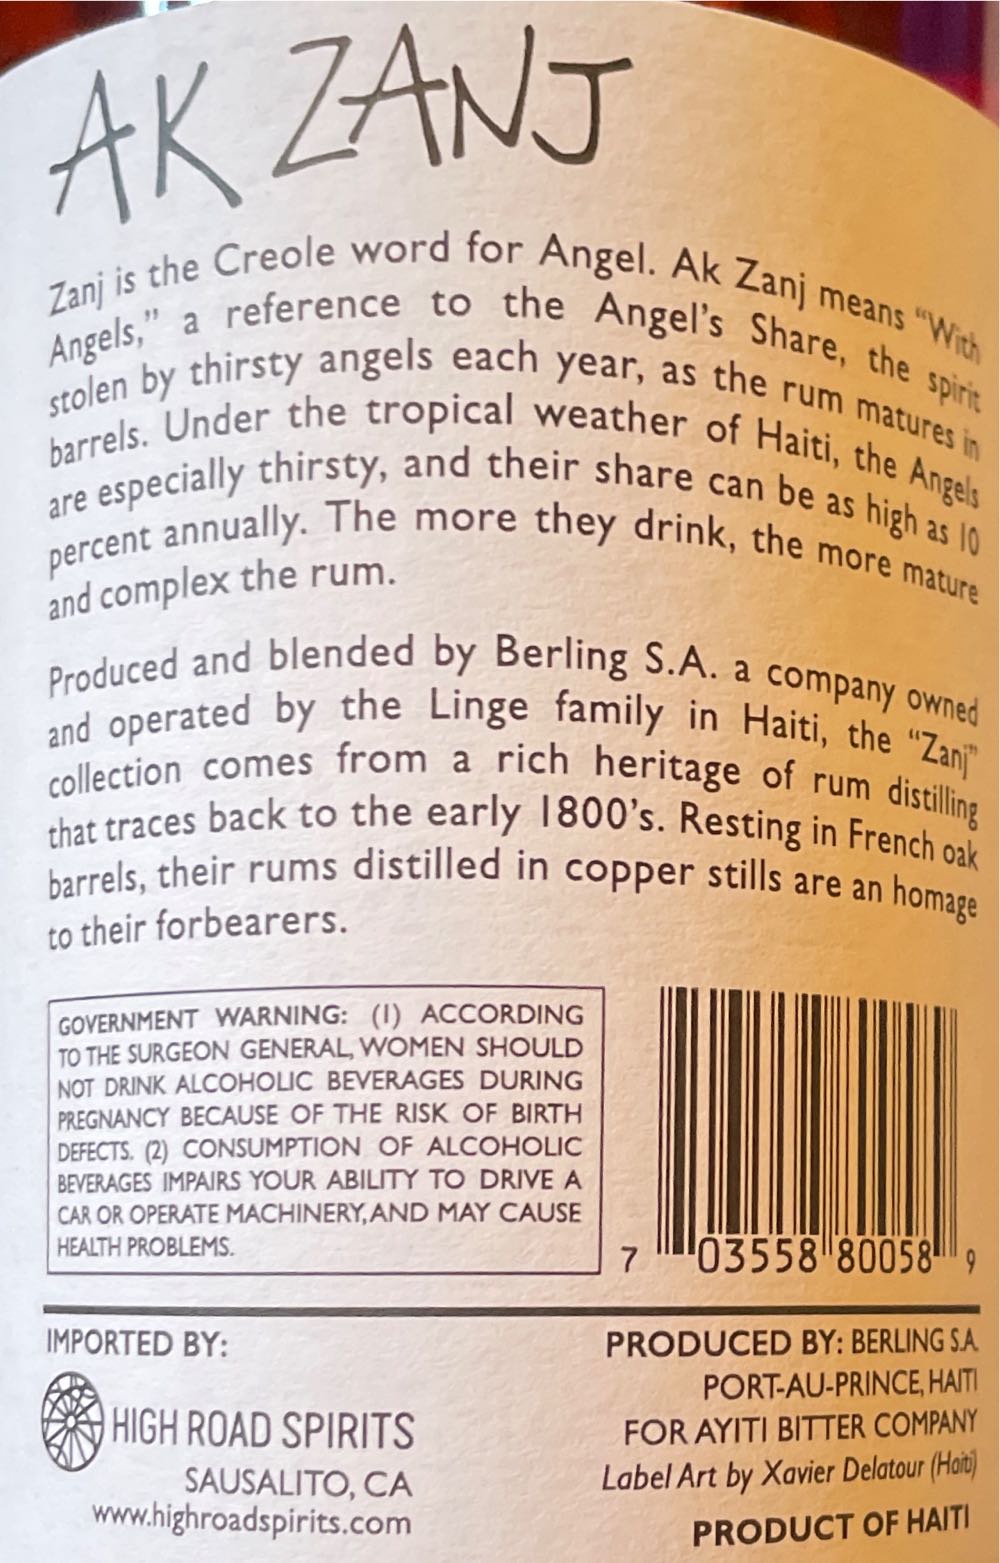 AK ZANJ
Zanj is the Creole word for Angel. Ak Zanj means “With
Angels,” a reference to the Angel’s Share, the spirit
stolen by thirsty angels each year, as the rum matures in
barrels. Under the tropical weather of Haiti, the Angels
are especially thirsty, and their share can be as high as 10
percent annually. The more they drink, the more mature
and complex the rum.
Produced and blended by Berling S.A. a company owned
and operated by the Linge family in Haiti, the “Zanj”
collection comes from a rich heritage of rum distilling
that traces back to the early 1800’s. Resting in French oak
barrels, their rums distilled in copper stills are an homage
to their forbearers.
GOVERNMENT WARNING: (1) ACCORDING
TO THE SURGEON GENERAL, WOMEN SHOULD
NOT DRINK ALCOHOLIC BEVERAGES DURING
PREGNANCY BECAUSE OF THE RISK OF BIRTH
DEFECTS. (2) CONSUMPTION OF ALCOHOLIC
BEVERAGES IMPAIRS YOUR ABILITY TO DRIVE A
CAR OR OPERATE MACHINERY, AND MAY CAUSE
HEALTH PROBLEMS.
7 03558 80058 9
IMPORTED BY:
HIGH ROAD SPIRITS
SAUSALITO, CA
www.highroadspirits.com
PRODUCED BY: BERLING S.A.
PORT-AU-PRINCE, HAITI
FOR AYITI BITTER COMPANY
Label Art by Xavier Delatour (Haiti)
PRODUCT OF HAITI